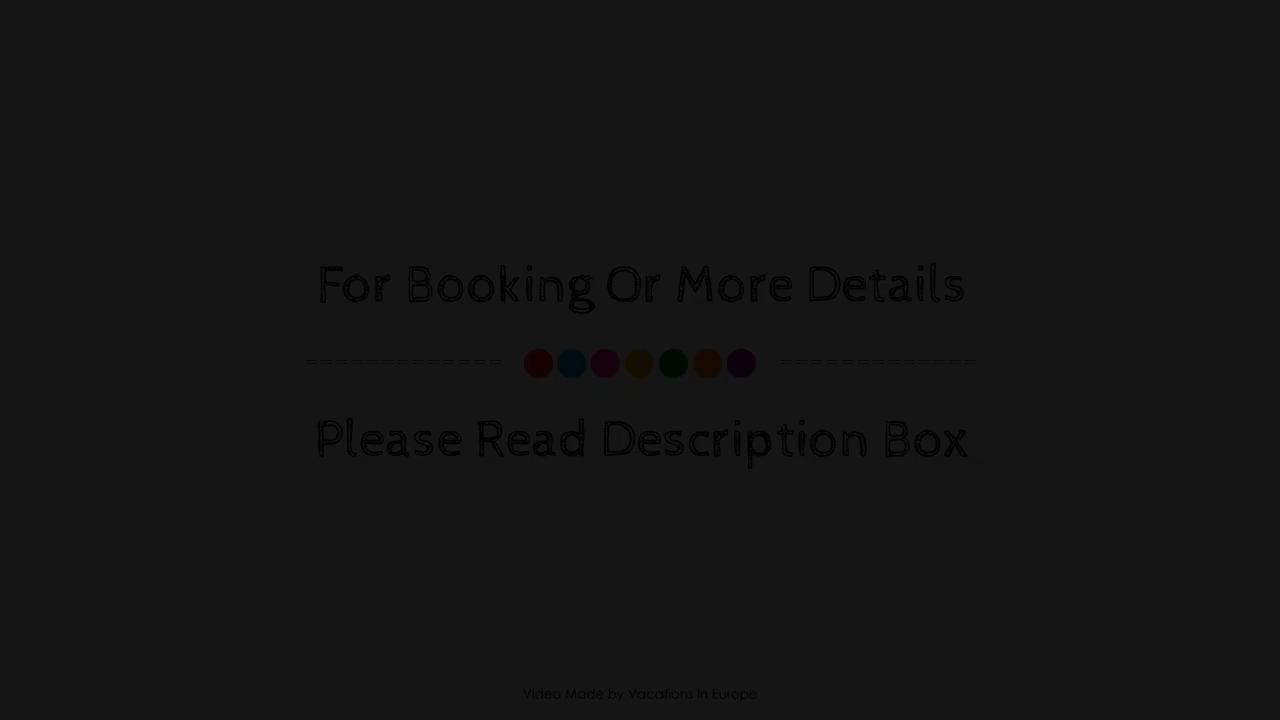 For Booking Or More Details
============= =============
Please Read Description Box
Video Made by Vacations In Europe